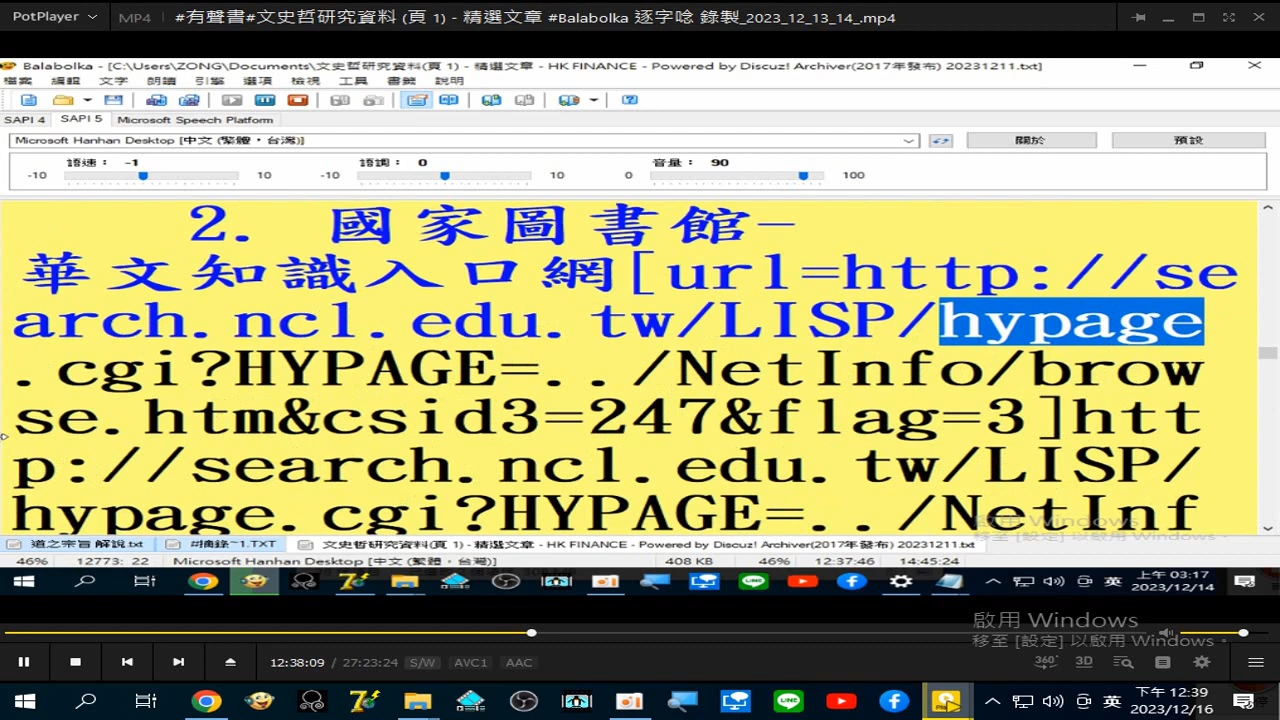 PotPlayer MP4 #有聲書#文史哲研究資料 (頁 1) - 精選文章 #Balabolka 逐字唸 錄製_2023_12_13_14_.mp4
Balabolka - [C:\Users\ZONG\Documents\文史哲研究資料(頁 1) - 精選文章 - HK FINANCE - Powered by Discuz! Archiver(2017年發布) 20231211.txt]
檔案 編輯 文字 朗讀 引擎 選項 檢視 工具 書籤 說明
SAPI 4 SAPI 5 Microsoft Speech Platform
Microsoft Hanhan Desktop [中文 (繁體，台灣)] 關於 預設
語速： -1 語調： 0 音量： 90
-10 10 -10 10 0 100
2. 國家圖書館-
華文知識入口網[url=http://se
arch.ncl.edu.tw/LISP/hypage
.cgi?HYPAGE=../NetInfo/brow
se.htm&csid3=247&flag=3]htt
p://search.ncl.edu.tw/LISP/
hypage.cgi?HYPAGE=../NetInf
啟用 Windows
移至 [設定] 以啟用 Windows。
道之宗旨 解說.txt #摘錄~1.TXT 文史哲研究資料(頁 1) - 精選文章 - HK FINANCE - Powered by Discuz! Archiver(2017年發布) 20231211.txt
46% 12773: 22 Microsoft Hanhan Desktop [中文 (繁體，台灣)] 408 KB 46% 12:37:46 14:45:24
英 上午 03:17
2023/12/14
啟用 Windows
移至 [設定] 以啟用 Windows。
12:38:09 / 27:23:24 S/W AVC1 AAC 360° 3D
英 下午 12:39
2023/12/16